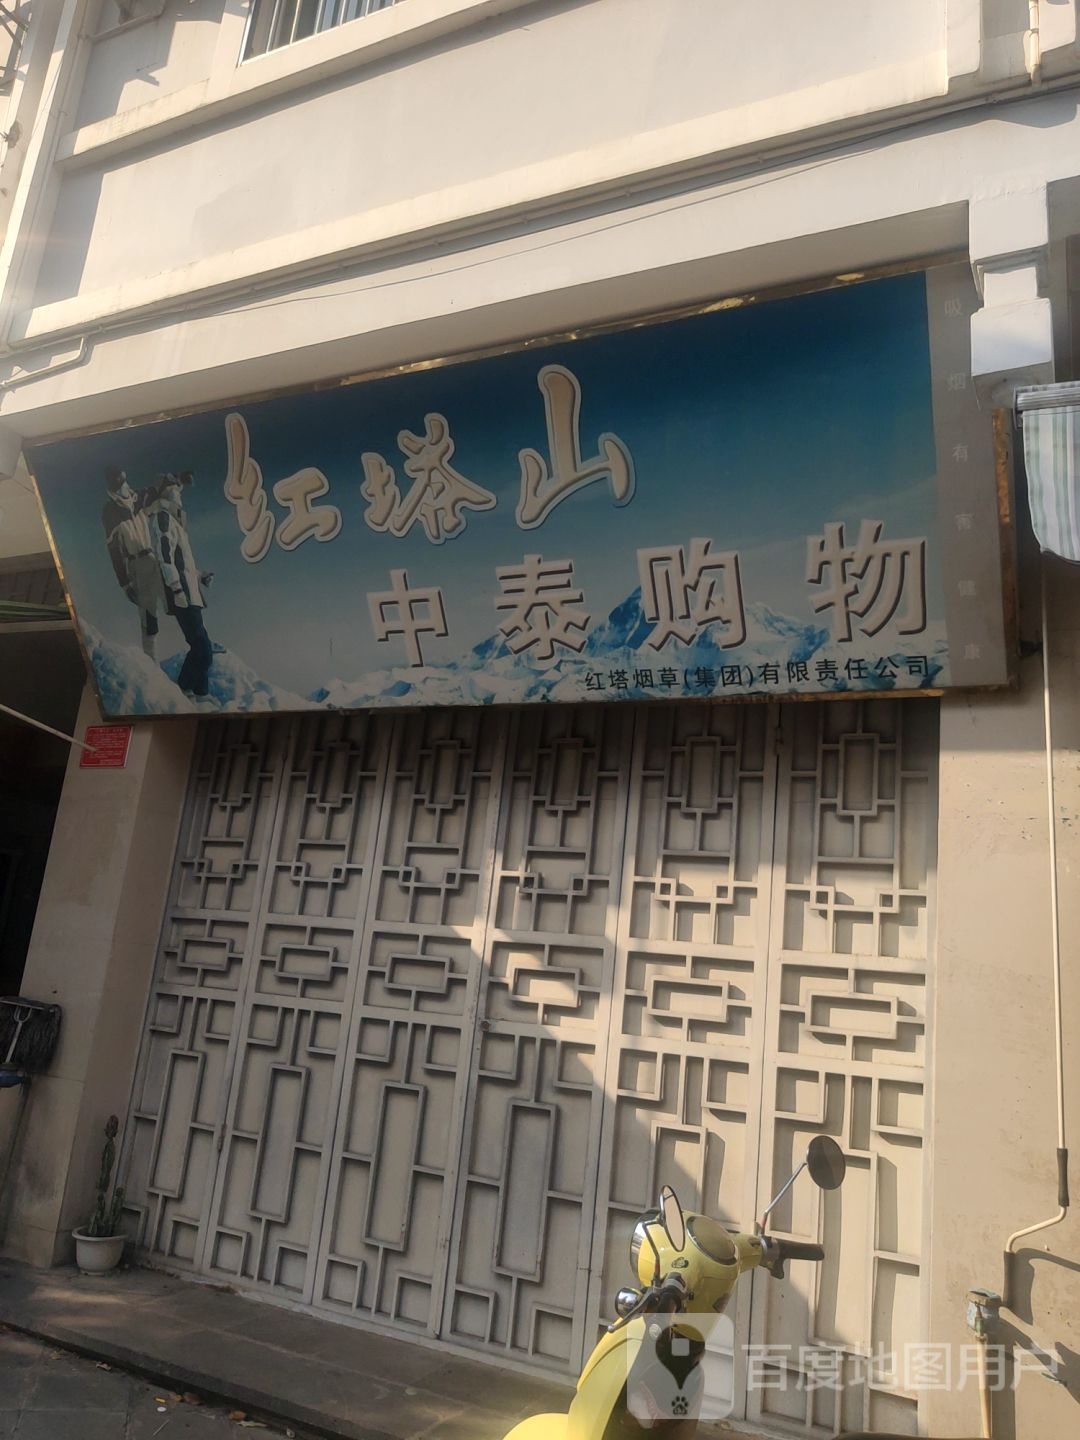 红塔山
中泰购物
红塔烟草(集团)有限责任公司
吸烟有害健康
百度地图用户